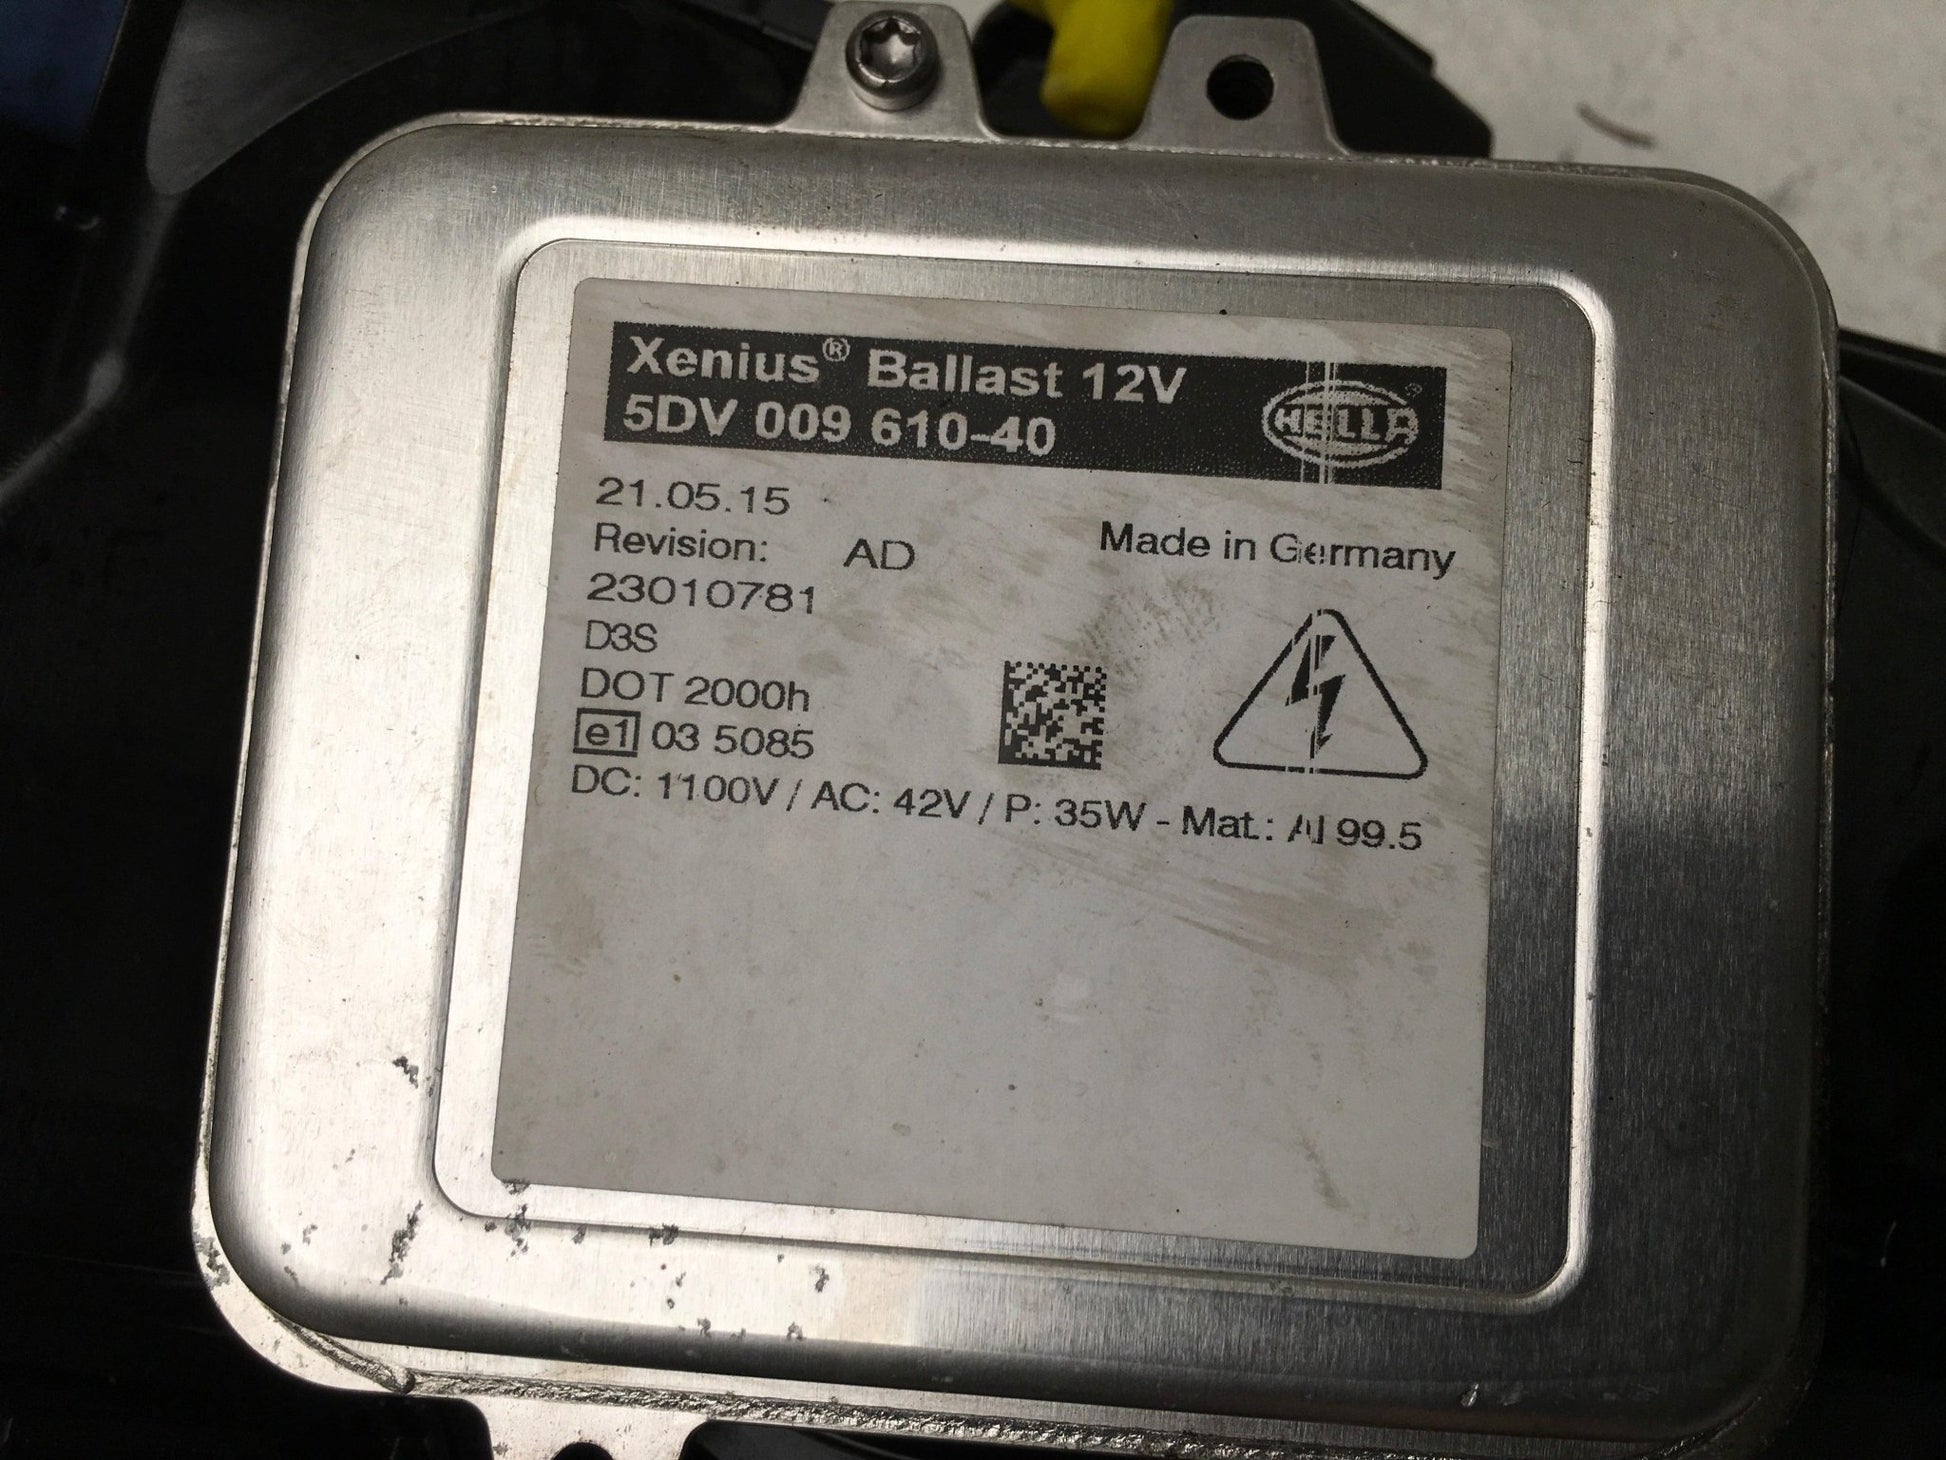 Xenius® Ballast 12V
5DV 009 610-40
HELLA®
21.05.15
Revision: AD
Made in Germany
23010781
D3S
DOT 2000h
e1 03 5085
DC: 1100V / AC: 42V / P: 35W - Mat.: Al 99.5